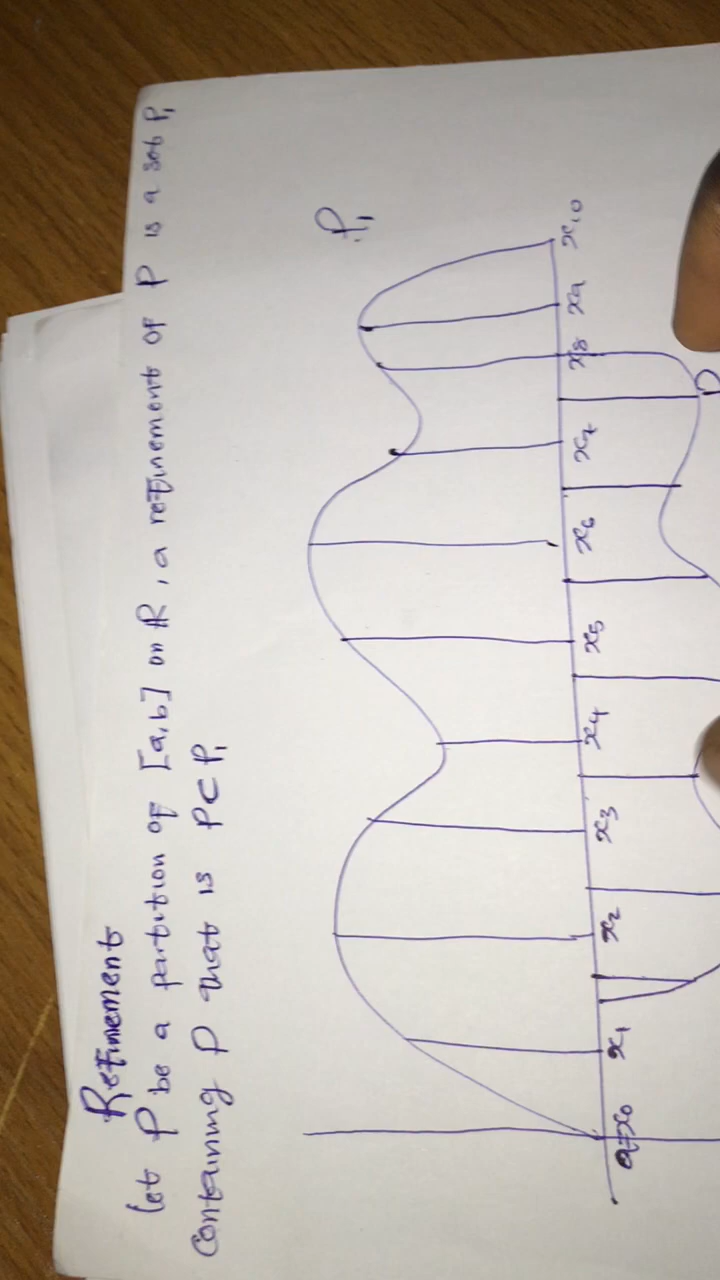 Refinement
let P be a partition of [a,b] on ℝ, a refinement of P is a set P₁
Containing P that is P⊂P₁
P₁
a=x₀ x₁ x₂ x₃ x₄ x₅ x₆ x₇ x₈ x₉ x₁₀
P